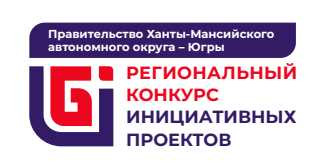 Правительство Ханты-Мансийского
автономного округа – Югры
РЕГИОНАЛЬНЫЙ
КОНКУРС
ИНИЦИАТИВНЫХ
ПРОЕКТОВ